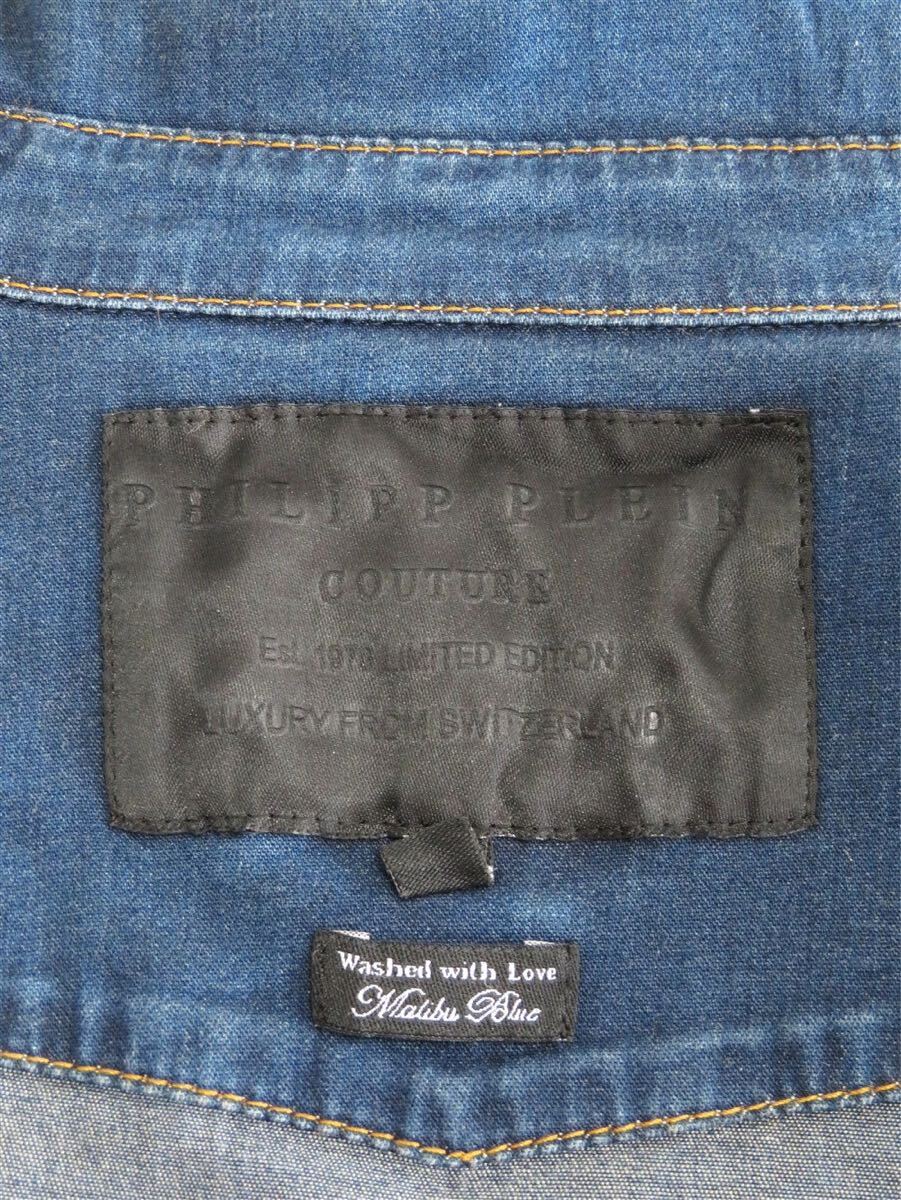 PHILIPP PLEIN
COUTURE
Est. 1978 LIMITED EDITION
LUXURY FROM SWITZERLAND
Washed with Love
Malibu Blue